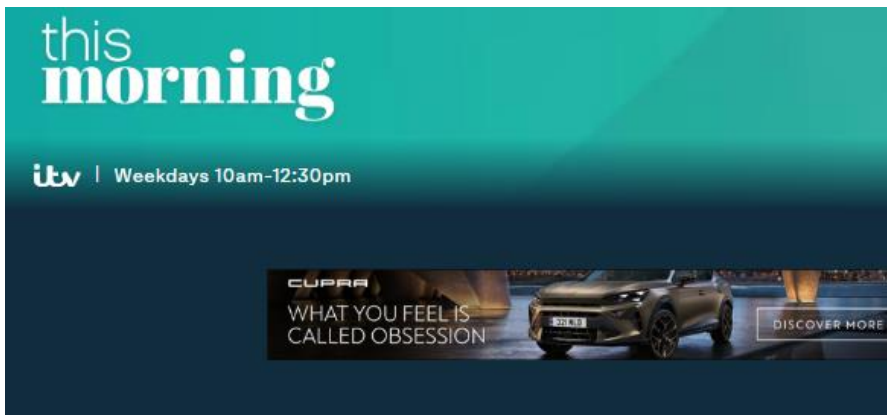 this
morning
itv | Weekdays 10am-12:30pm
CUPRA
WHAT YOU FEEL IS
CALLED OBSESSION
DISCOVER MORE